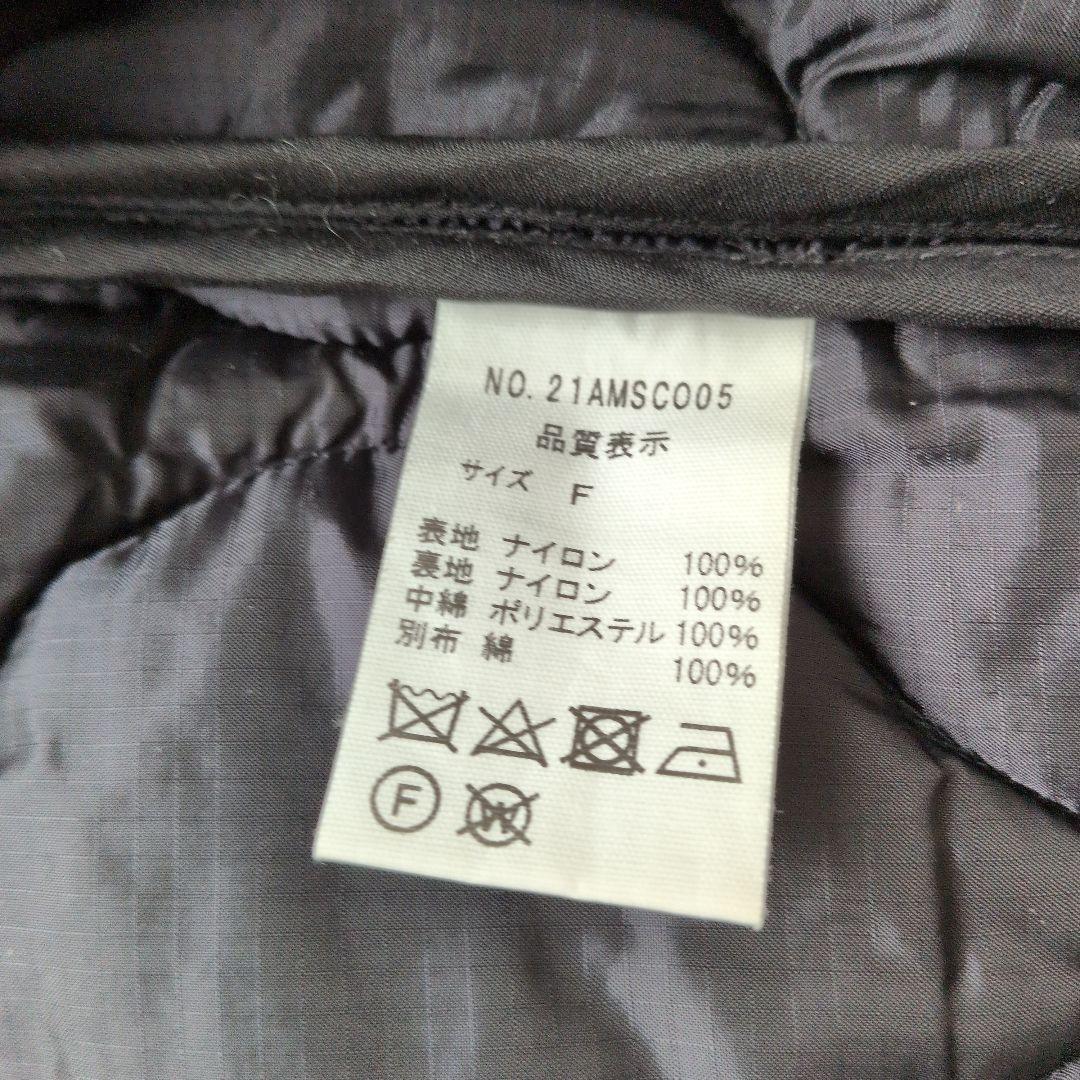 NO. 21AMSCO05
品質表示
サイズ F
表地 ナイロン 100%
裏地 ナイロン 100%
中綿 ポリエステル 100%
別布 綿 100%
F W